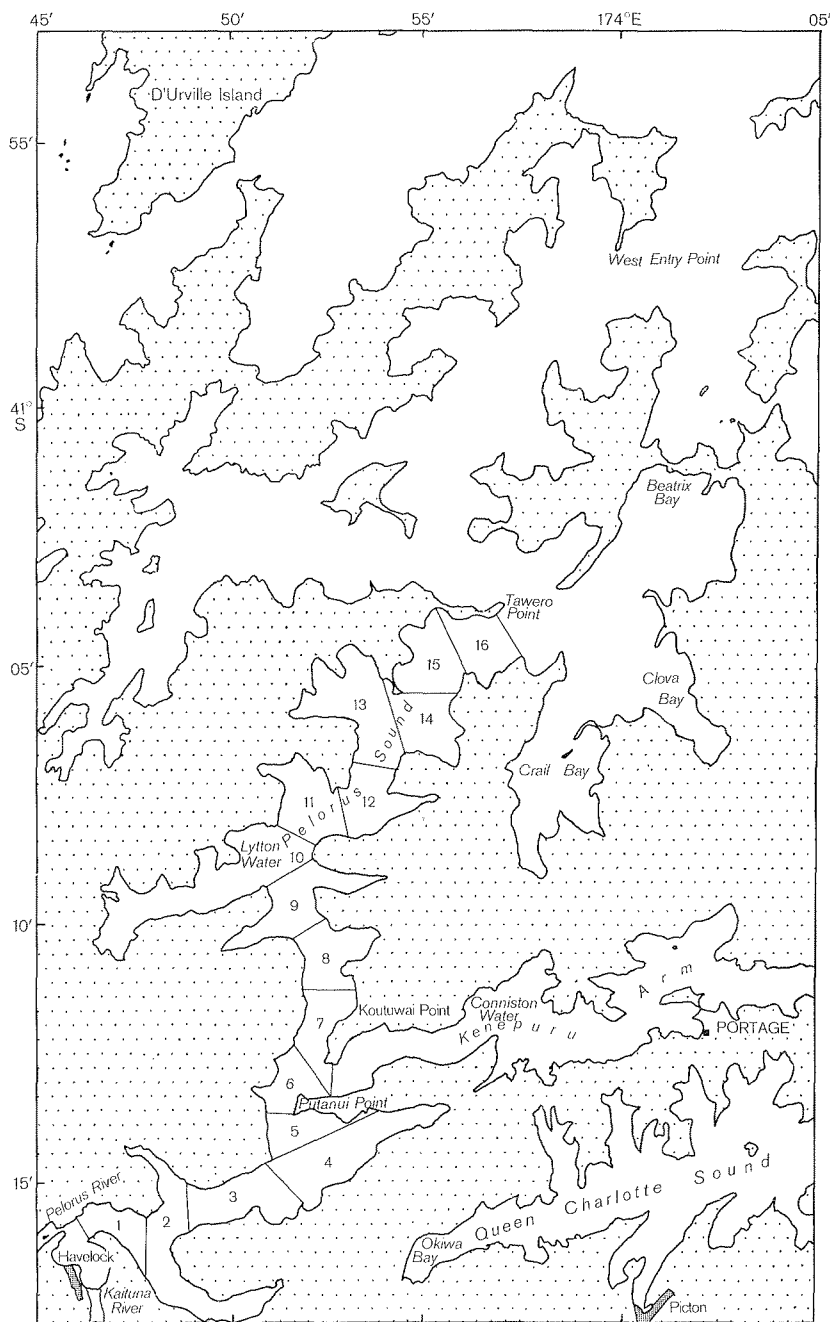 45′ 50′ 55′ 174°E 05′
D'Urville Island
55′
West Entry Point
41°
S
Beatrix
Bay
Tawero
Point
05′
16
15
Clova
Bay
13
14
Pelorus Sound
Crail Bay
11
12
Lytton
Water
10
9
10′
8
Kenepuru Arm
Conniston
Water
Koutuwai Point
7
PORTAGE
6
Putanui Point
5
4
15′
3
Queen Charlotte Sound
Pelorus River
1
2
Okiwa
Bay
Havelock
Kaituna
River
Picton